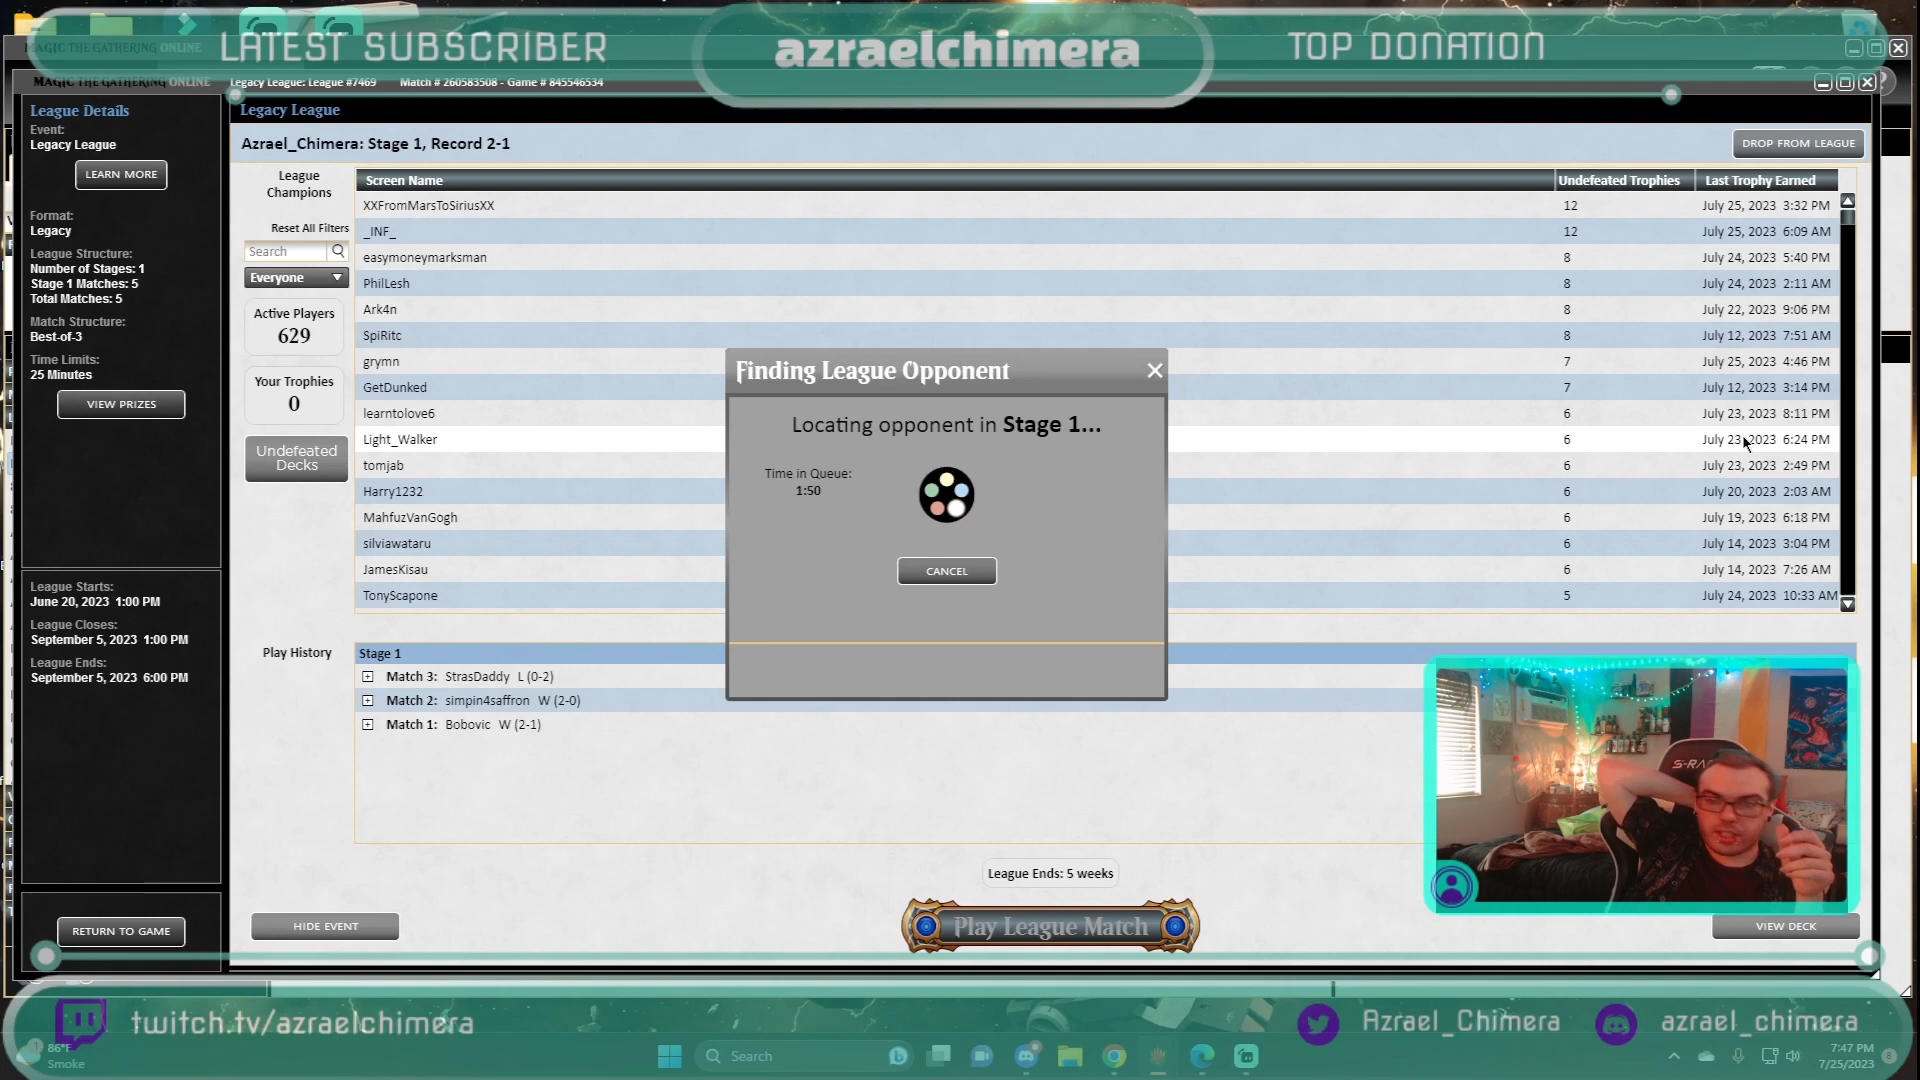 LATEST SUBSCRIBER
azraelchimera
TOP DONATION
MAGIC THE GATHERING ONLINE
MAGIC THE GATHERING ONLINE
Legacy League: League #7469 Match # 260583508 - Game # 845546534
League Details
Event:
Legacy League
LEARN MORE
Format:
Legacy
League Structure:
Number of Stages: 1
Stage 1 Matches: 5
Total Matches: 5
Match Structure:
Best-of-3
Time Limits:
25 Minutes
VIEW PRIZES
League Starts:
June 20, 2023 1:00 PM
League Closes:
September 5, 2023 1:00 PM
League Ends:
September 5, 2023 6:00 PM
RETURN TO GAME
Legacy League
Azrael_Chimera: Stage 1, Record 2-1
DROP FROM LEAGUE
League
Champions
Reset All Filters
Search
Everyone
Active Players
629
Your Trophies
0
Undefeated
Decks
Screen Name Undefeated Trophies Last Trophy Earned
XXFromMarsToSiriusXX 12 July 25, 2023 3:32 PM
_INF_ 12 July 25, 2023 6:09 AM
easymoneymarksman 8 July 24, 2023 5:40 PM
PhilLesh 8 July 24, 2023 2:11 AM
Ark4n 8 July 22, 2023 9:06 PM
SpiRitc 8 July 12, 2023 7:51 AM
grymn 7 July 25, 2023 4:46 PM
GetDunked 7 July 12, 2023 3:14 PM
learntolove6 6 July 23, 2023 8:11 PM
Light_Walker 6 July 23, 2023 6:24 PM
tomjab 6 July 23, 2023 2:49 PM
Harry1232 6 July 20, 2023 2:03 AM
MahfuzVanGogh 6 July 19, 2023 6:18 PM
silviawataru 6 July 14, 2023 3:04 PM
JamesKisau 6 July 14, 2023 7:26 AM
TonyScapone 5 July 24, 2023 10:33 AM
Finding League Opponent
Locating opponent in Stage 1...
Time in Queue:
1:50
CANCEL
Play History
Stage 1
Match 3: StrasDaddy L (0-2)
Match 2: simpin4saffron W (2-0)
Match 1: Bobovic W (2-1)
League Ends: 5 weeks
HIDE EVENT
Play League Match
VIEW DECK
twitch.tv/azraelchimera
Azrael_Chimera
azrael_chimera
86°F
Smoke
Search
7:47 PM
7/25/2023